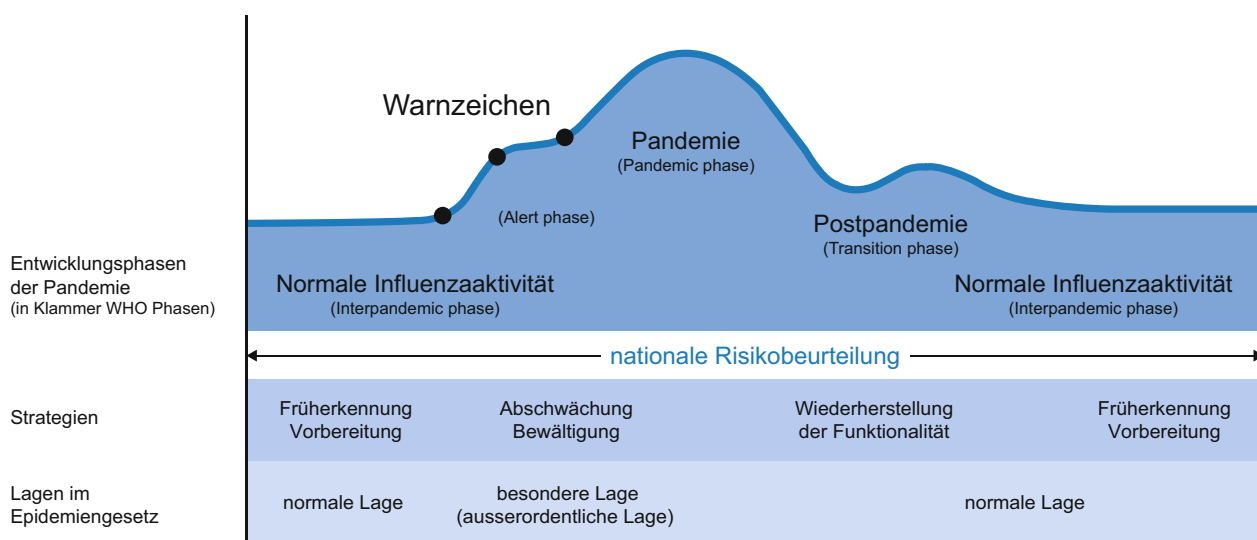 Warnzeichen
Pandemie
(Pandemic phase)
(Alert phase)
Postpandemie
(Transition phase)
Entwicklungsphasen
der Pandemie
(in Klammer WHO Phasen)
Normale Influenzaaktivität
(Interpandemic phase)
Normale Influenzaaktivität
(Interpandemic phase)
nationale Risikobeurteilung
Strategien
Früherkennung
Vorbereitung
Abschwächung
Bewältigung
Wiederherstellung
der Funktionalität
Früherkennung
Vorbereitung
Lagen im
Epidemiengesetz
normale Lage
besondere Lage
(ausserordentliche Lage)
normale Lage